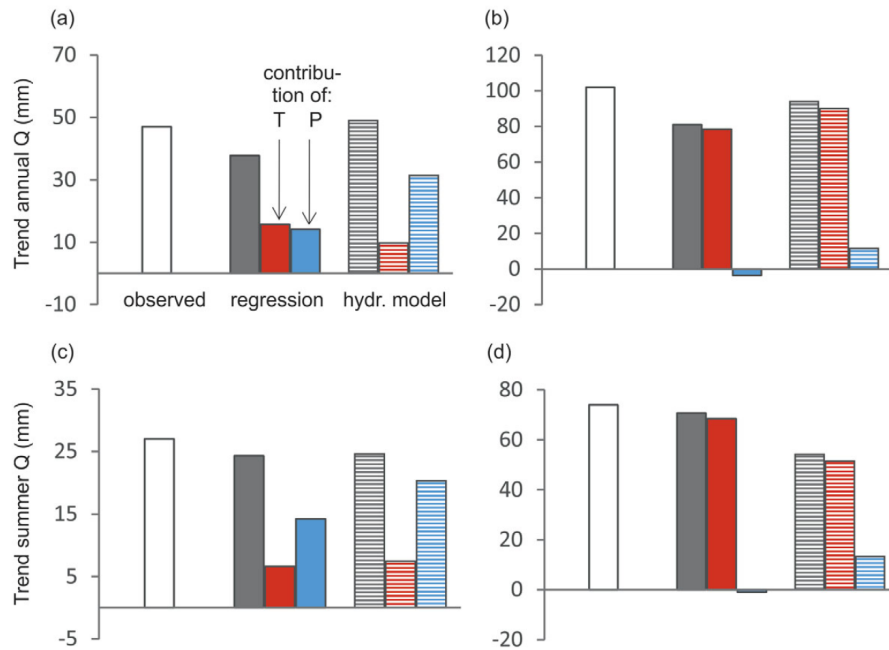 (a)
Trend annual Q (mm)
70
50
30
10
-10
contribu-
tion of:
T P
observed regression hydr. model
(b)
120
100
80
60
40
20
0
-20
(c)
Trend summer Q (mm)
35
25
15
5
-5
(d)
80
60
40
20
0
-20